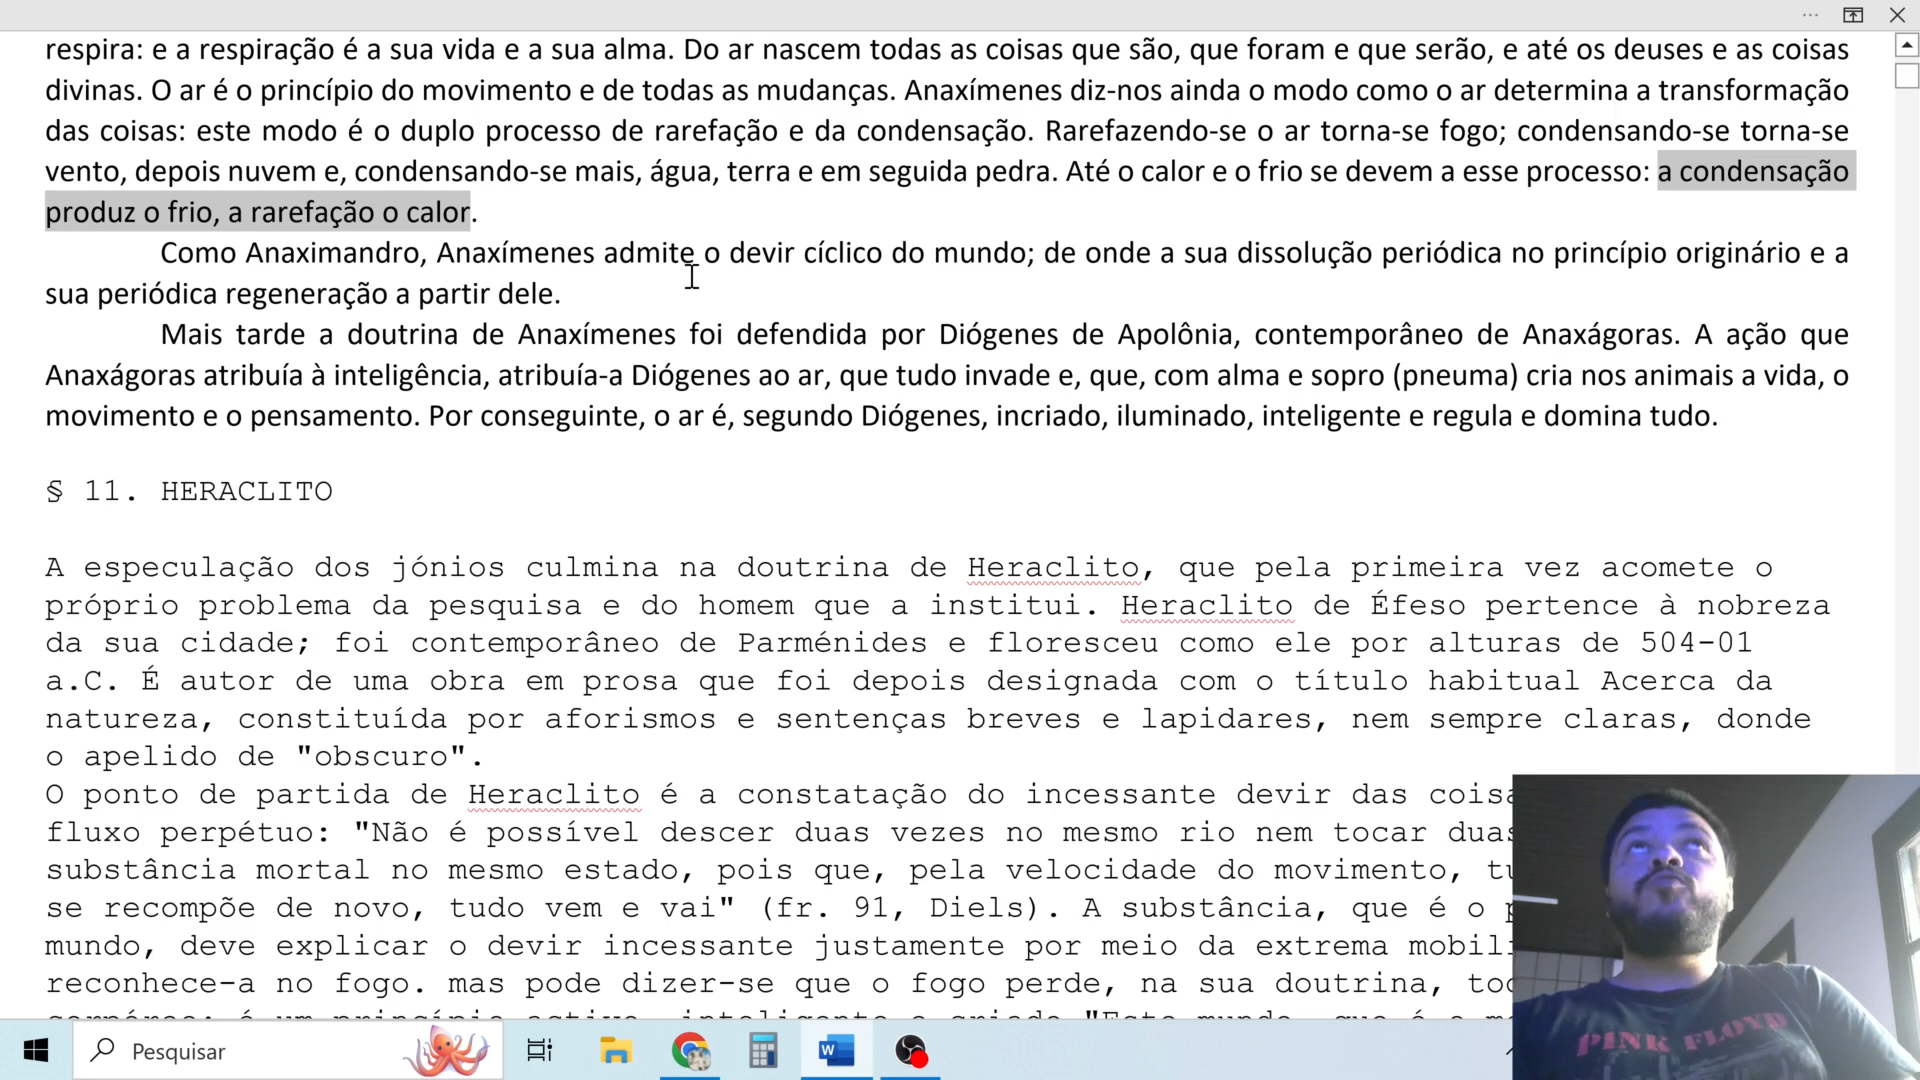 respira: e a respiração é a sua vida e a sua alma. Do ar nascem todas as coisas que são, que foram e que serão, e até os deuses e as coisas
divinas. O ar é o princípio do movimento e de todas as mudanças. Anaxímenes diz-nos ainda o modo como o ar determina a transformação
das coisas: este modo é o duplo processo de rarefação e da condensação. Rarefazendo-se o ar torna-se fogo; condensando-se torna-se
vento, depois nuvem e, condensando-se mais, água, terra e em seguida pedra. Até o calor e o frio se devem a esse processo: a condensação
produz o frio, a rarefação o calor.
Como Anaximandro, Anaxímenes admite o devir cíclico do mundo; de onde a sua dissolução periódica no princípio originário e a
sua periódica regeneração a partir dele.
Mais tarde a doutrina de Anaxímenes foi defendida por Diógenes de Apolônia, contemporâneo de Anaxágoras. A ação que
Anaxágoras atribuía à inteligência, atribuía-a Diógenes ao ar, que tudo invade e, que, com alma e sopro (pneuma) cria nos animais a vida, o
movimento e o pensamento. Por conseguinte, o ar é, segundo Diógenes, incriado, iluminado, inteligente e regula e domina tudo.
§ 11. HERACLITO
A especulação dos jónios culmina na doutrina de Heraclito, que pela primeira vez acomete o
próprio problema da pesquisa e do homem que a institui. Heraclito de Éfeso pertence à nobreza
da sua cidade; foi contemporâneo de Parménides e floresceu como ele por alturas de 504-01
a.C. É autor de uma obra em prosa que foi depois designada com o título habitual Acerca da
natureza, constituída por aforismos e sentenças breves e lapidares, nem sempre claras, donde
o apelido de "obscuro".
O ponto de partida de Heraclito é a constatação do incessante devir das
fluxo perpétuo: "Não é possível descer duas vezes no mesmo rio nem tocar
substância mortal no mesmo estado, pois que, pela velocidade do movimento,
se recompõe de novo, tudo vem e vai" (fr. 91, Diels). A substância, que é o
mundo, deve explicar o devir incessante justamente por meio da extrema
reconhece-a no fogo. mas pode dizer-se que o fogo perde, na sua doutrina,
PINK FLOYD
Pesquisar